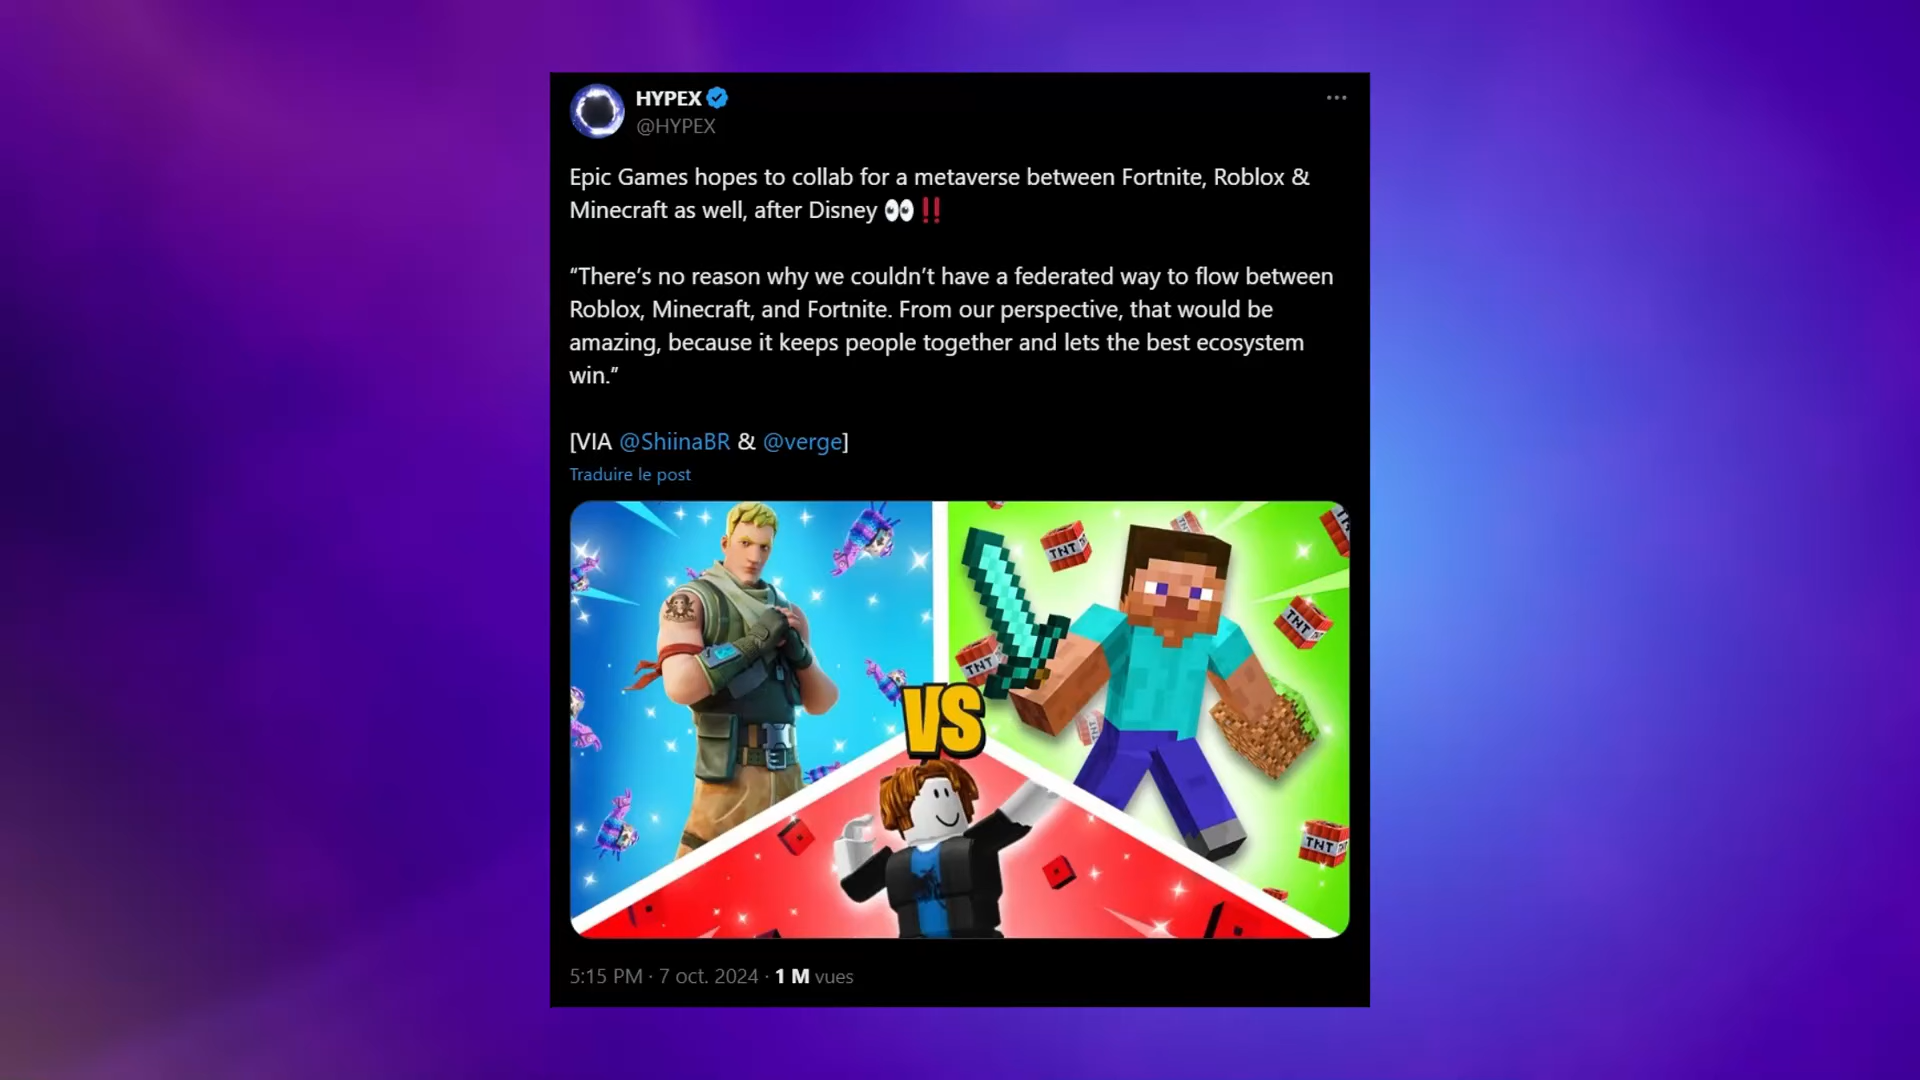 HYPEX
@HYPEX
Epic Games hopes to collab for a metaverse between Fortnite, Roblox &
Minecraft as well, after Disney 👀‼️
“There’s no reason why we couldn’t have a federated way to flow between
Roblox, Minecraft, and Fortnite. From our perspective, that would be
amazing, because it keeps people together and lets the best ecosystem
win.”
[VIA @ShiinaBR & @verge]
Traduire le post
TNT
TNT
TNT
TNT
VS
TNT
5:15 PM · 7 oct. 2024 · 1 M vues